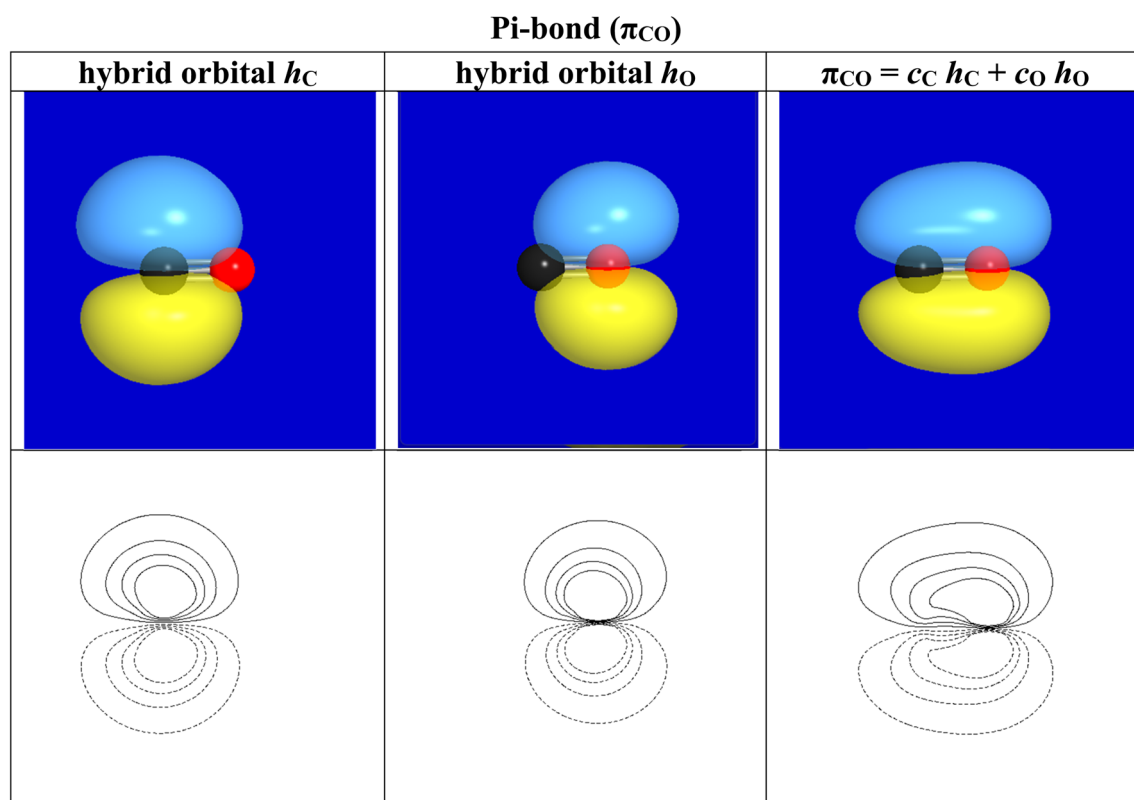 Pi-bond (πCO)
hybrid orbital hC
hybrid orbital hO
πCO = cC hC + cO hO